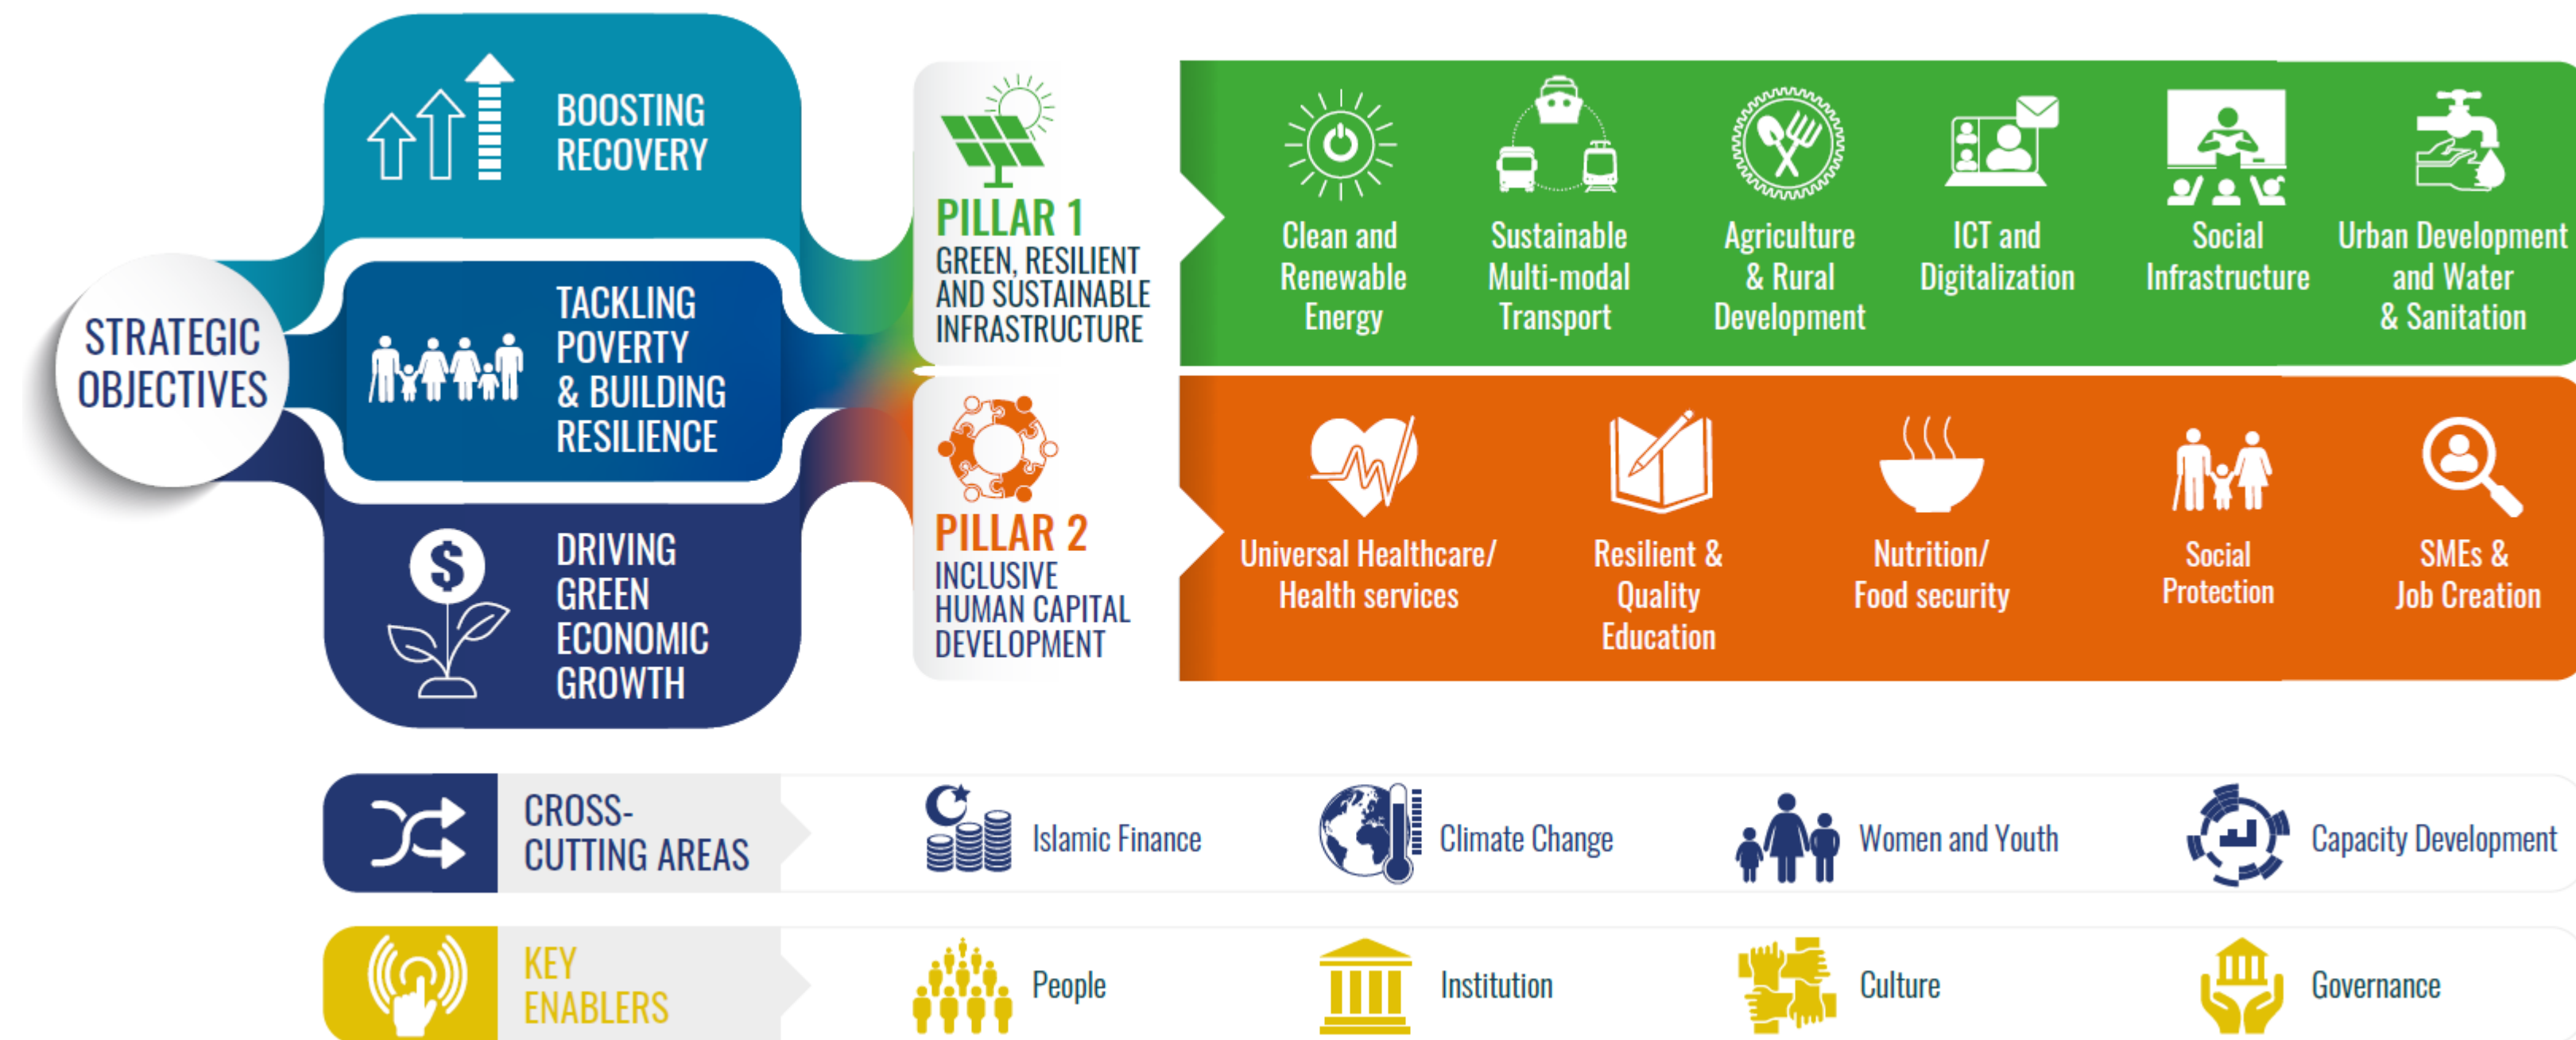 STRATEGIC
OBJECTIVES
BOOSTING
RECOVERY
TACKLING
POVERTY
& BUILDING
RESILIENCE
$
DRIVING
GREEN
ECONOMIC
GROWTH
PILLAR 1
GREEN, RESILIENT
AND SUSTAINABLE
INFRASTRUCTURE
Clean and
Renewable
Energy
Sustainable
Multi-modal
Transport
Agriculture
& Rural
Development
ICT and
Digitalization
Social
Infrastructure
Urban Development
and Water
& Sanitation
PILLAR 2
INCLUSIVE
HUMAN CAPITAL
DEVELOPMENT
Universal Healthcare/
Health services
Resilient &
Quality
Education
Nutrition/
Food security
Social
Protection
SMEs &
Job Creation
CROSS-
CUTTING AREAS
Islamic Finance
Climate Change
Women and Youth
Capacity Development
KEY
ENABLERS
People
Institution
Culture
Governance